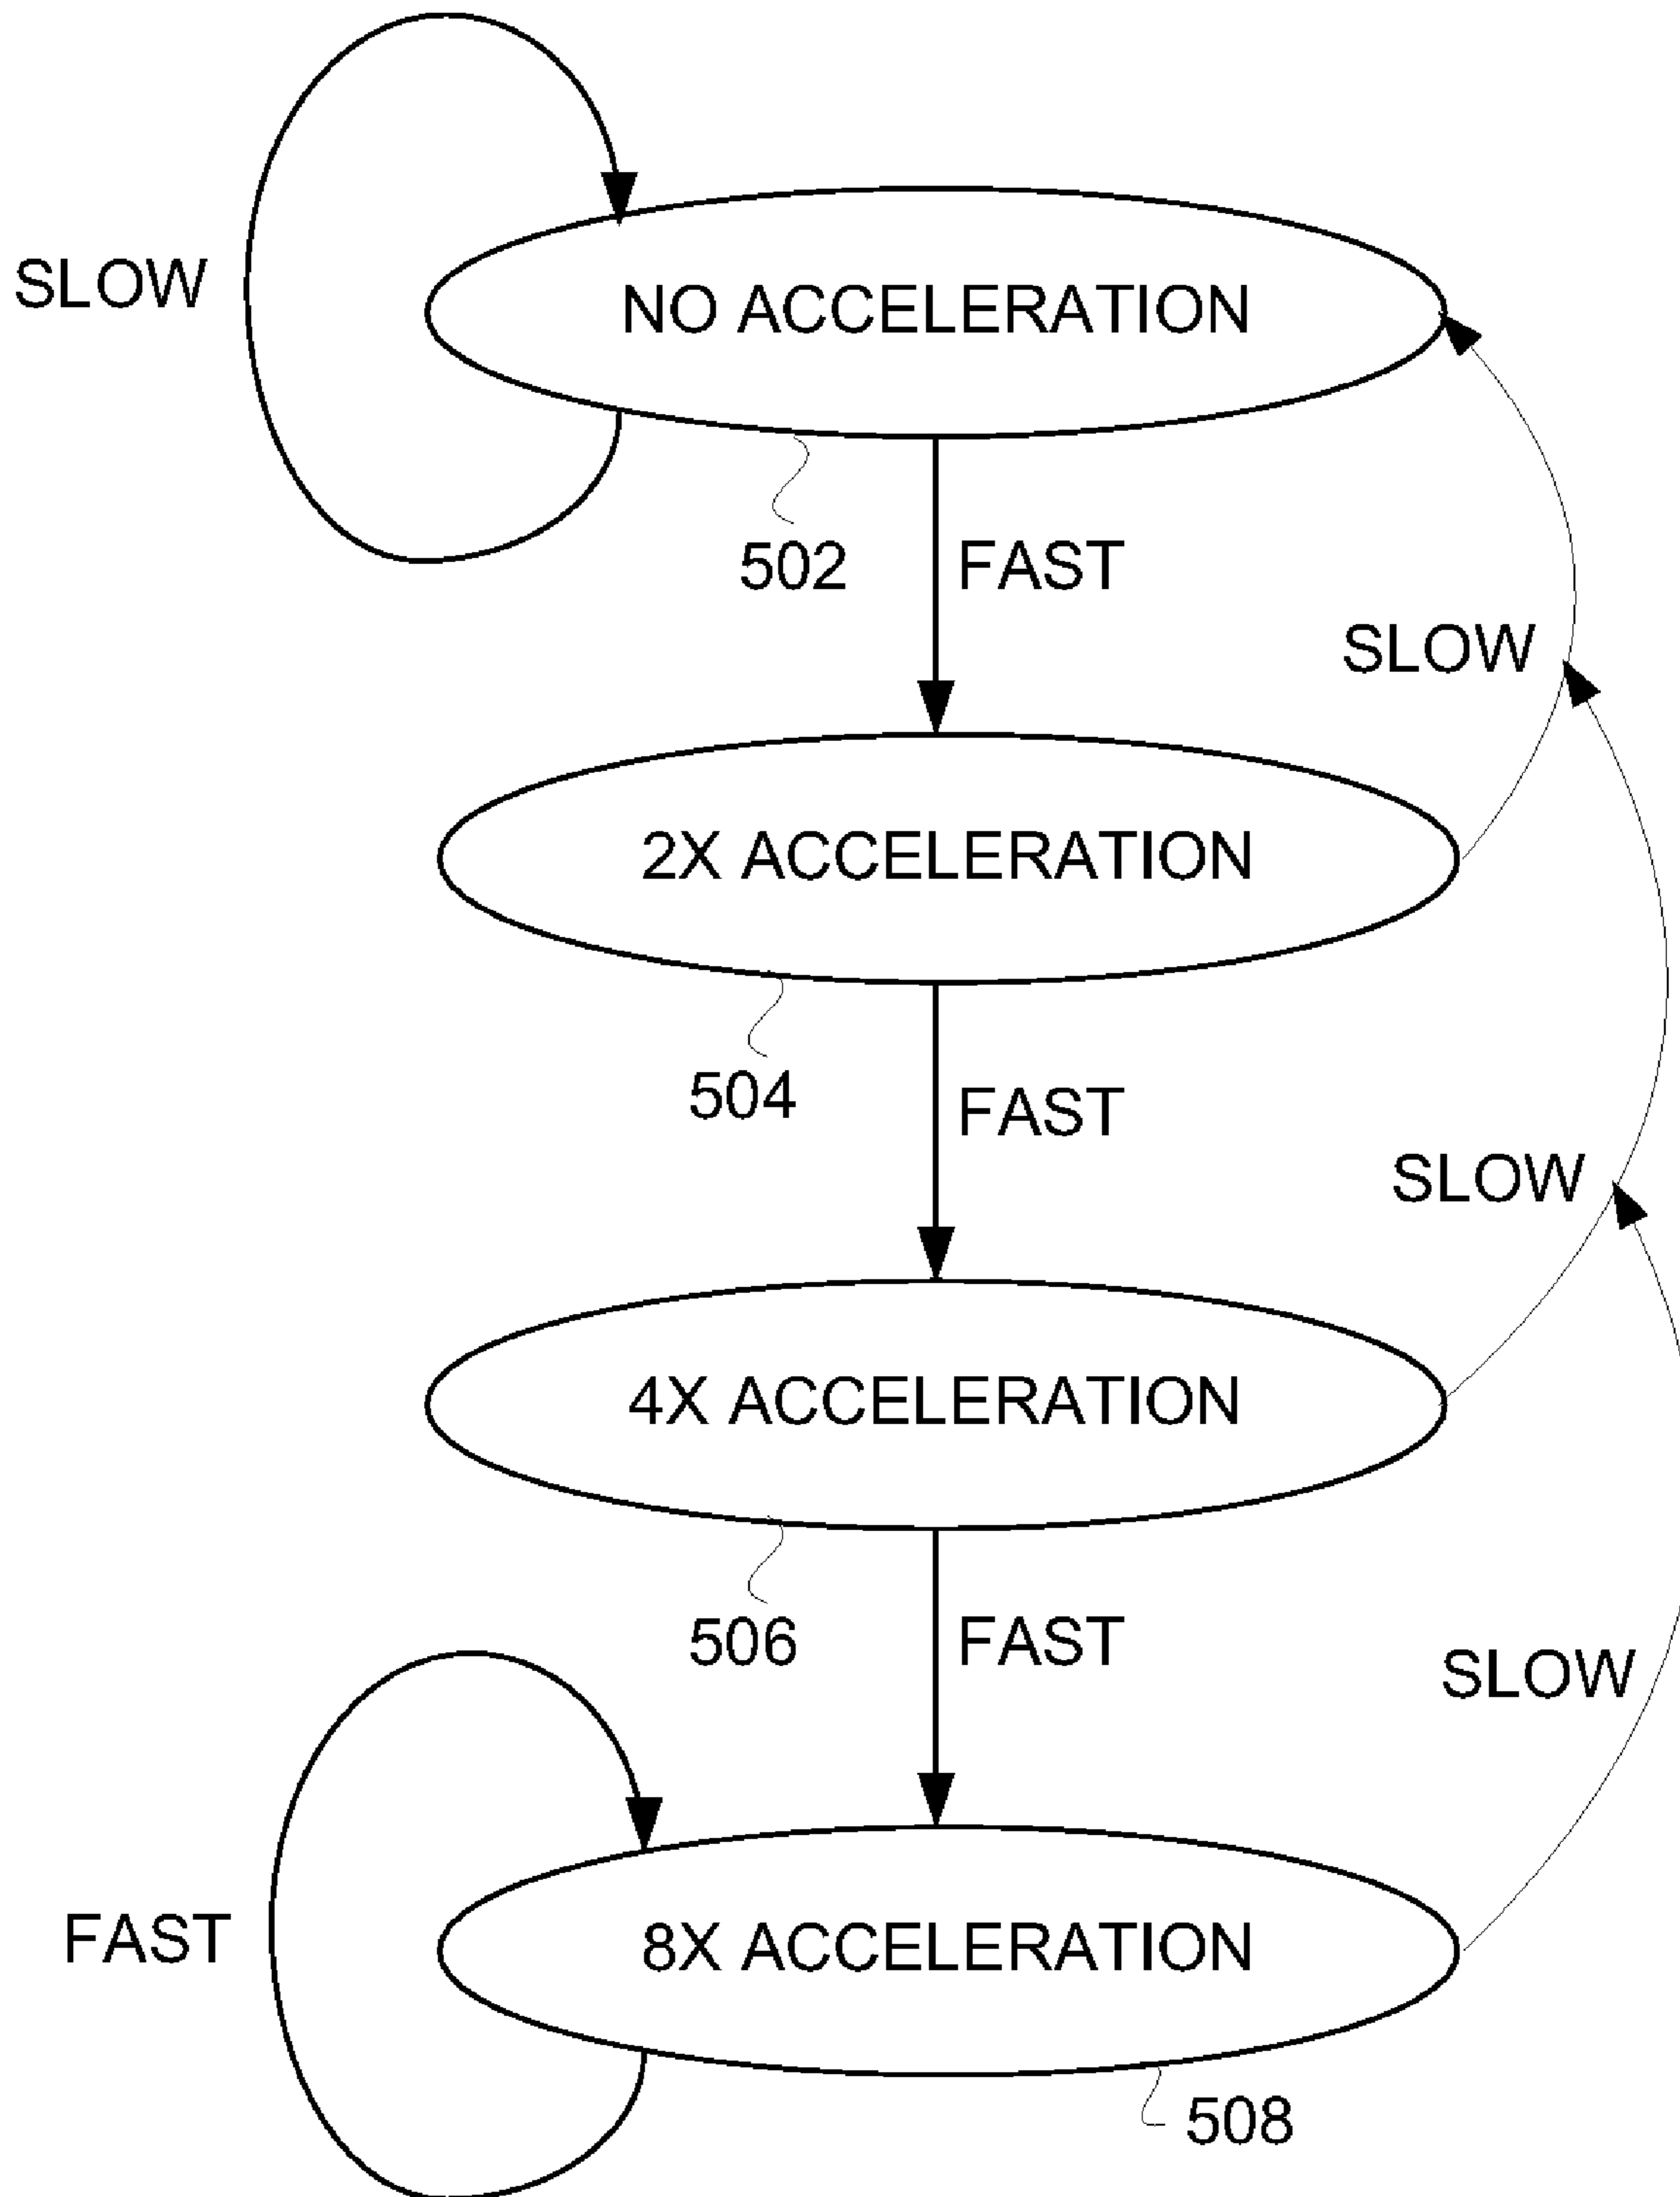 SLOW
NO ACCELERATION
502
FAST
SLOW
2X ACCELERATION
504
FAST
SLOW
4X ACCELERATION
506
FAST
SLOW
FAST
8X ACCELERATION
508